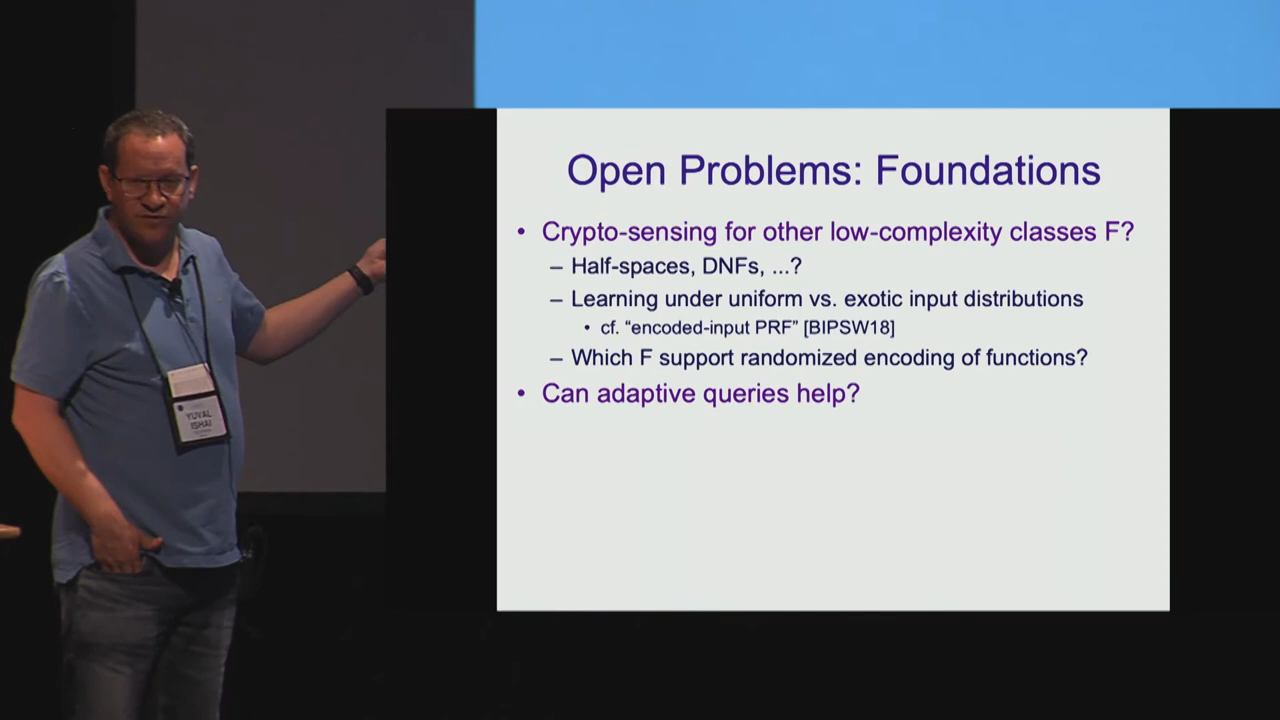 Open Problems: Foundations
• Crypto-sensing for other low-complexity classes F?
– Half-spaces, DNFs, ...?
– Learning under uniform vs. exotic input distributions
• cf. “encoded-input PRF” [BIPSW18]
– Which F support randomized encoding of functions?
• Can adaptive queries help?
YUVAL
ISHAI